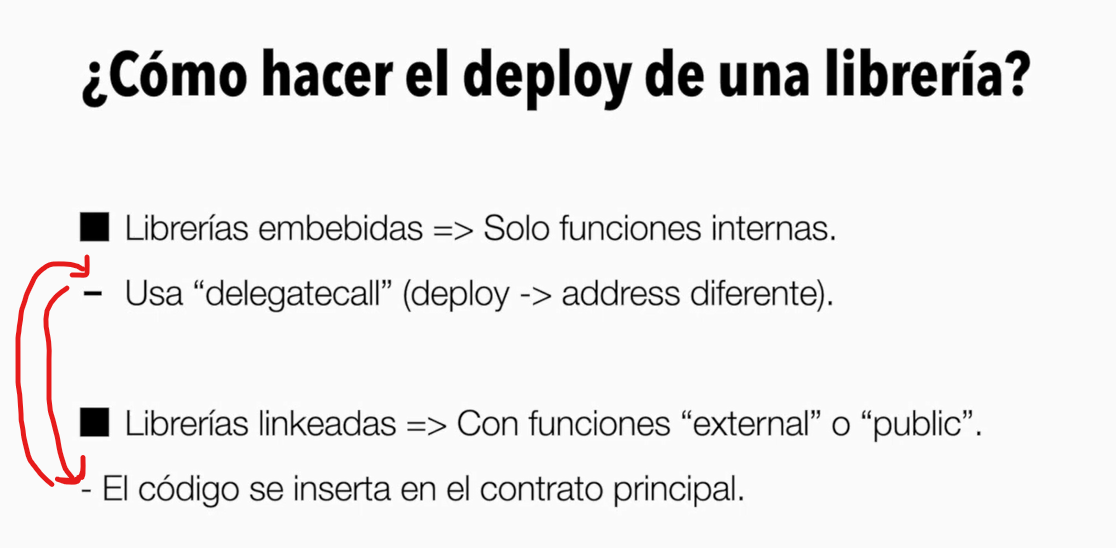 ¿Cómo hacer el deploy de una librería?
Librerías embebidas => Solo funciones internas.
– Usa “delegatecall” (deploy -> address diferente).
Librerías linkeadas => Con funciones “external” o “public”.
- El código se inserta en el contrato principal.